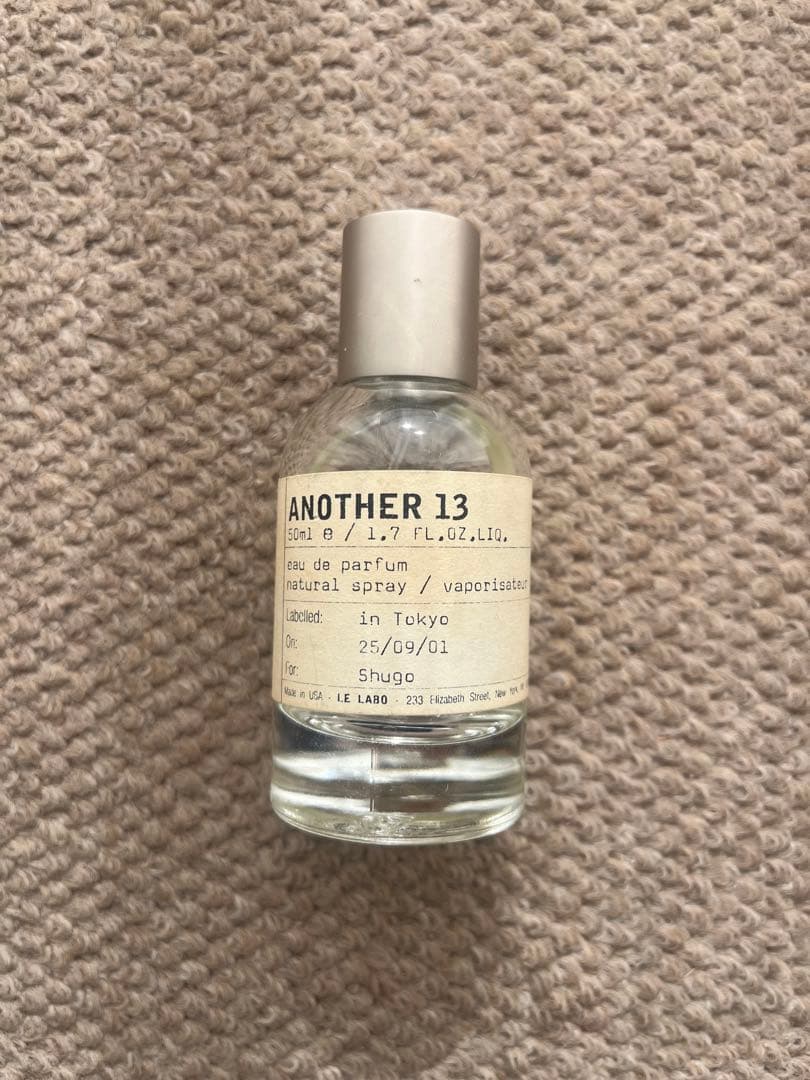 ANOTHER 13
50ml ℮ / 1.7 FL.OZ.LIQ.
eau de parfum
natural spray / vaporisateur
Labelled: in Tokyo
On: 25/09/01
For: Shugo
Made in USA - LE LABO - 233 Elizabeth Street, New York,